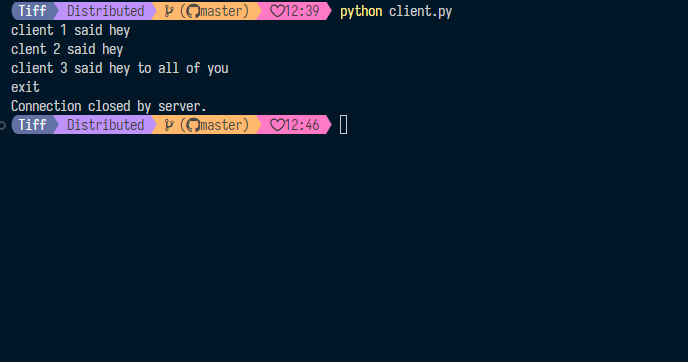 Tiff Distributed (master) 12:39 python client.py
client 1 said hey
clent 2 said hey
client 3 said hey to all of you
exit
Connection closed by server.
Tiff Distributed (master) 12:46